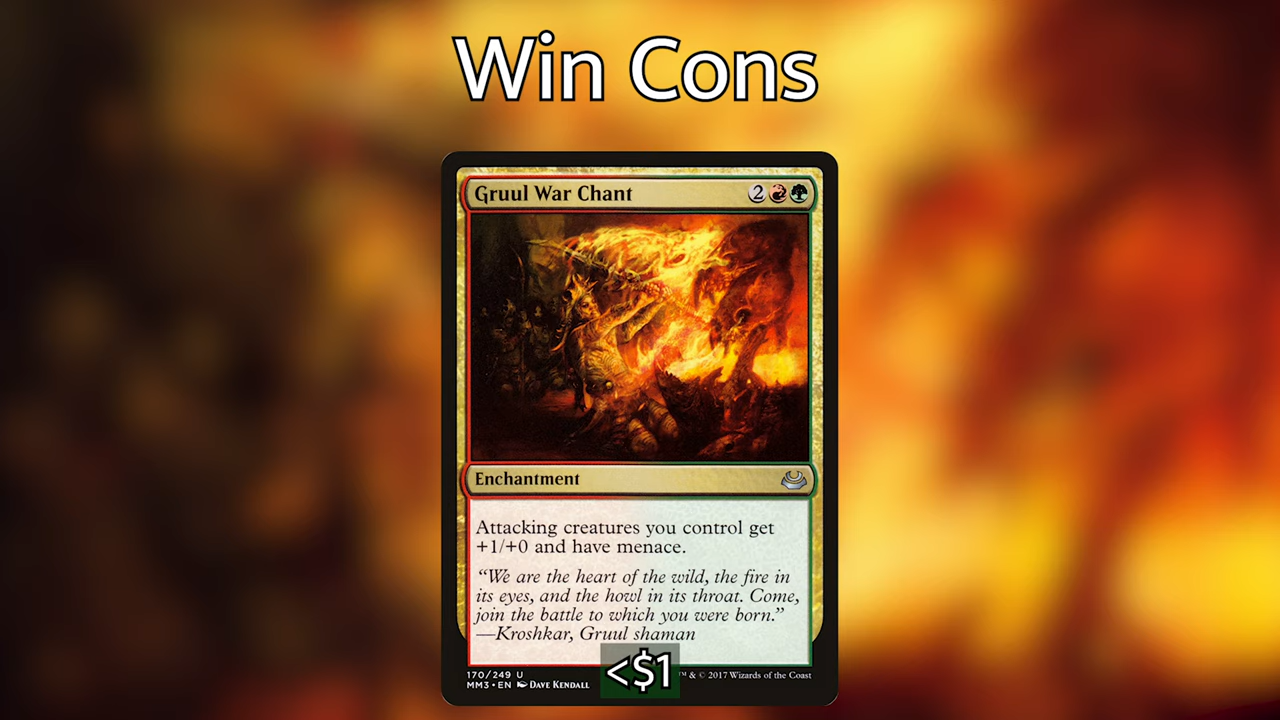 Win Cons
Gruul War Chant 2
Enchantment
Attacking creatures you control get
+1/+0 and have menace.
“We are the heart of the wild, the fire in
its eyes, and the howl in its throat. Come,
join the battle to which you were born.”
—Kroshkar, Gruul shaman
170/249 U
MM3 • EN DAVE KENDALL
<$1
™ & © 2017 Wizards of the Coast